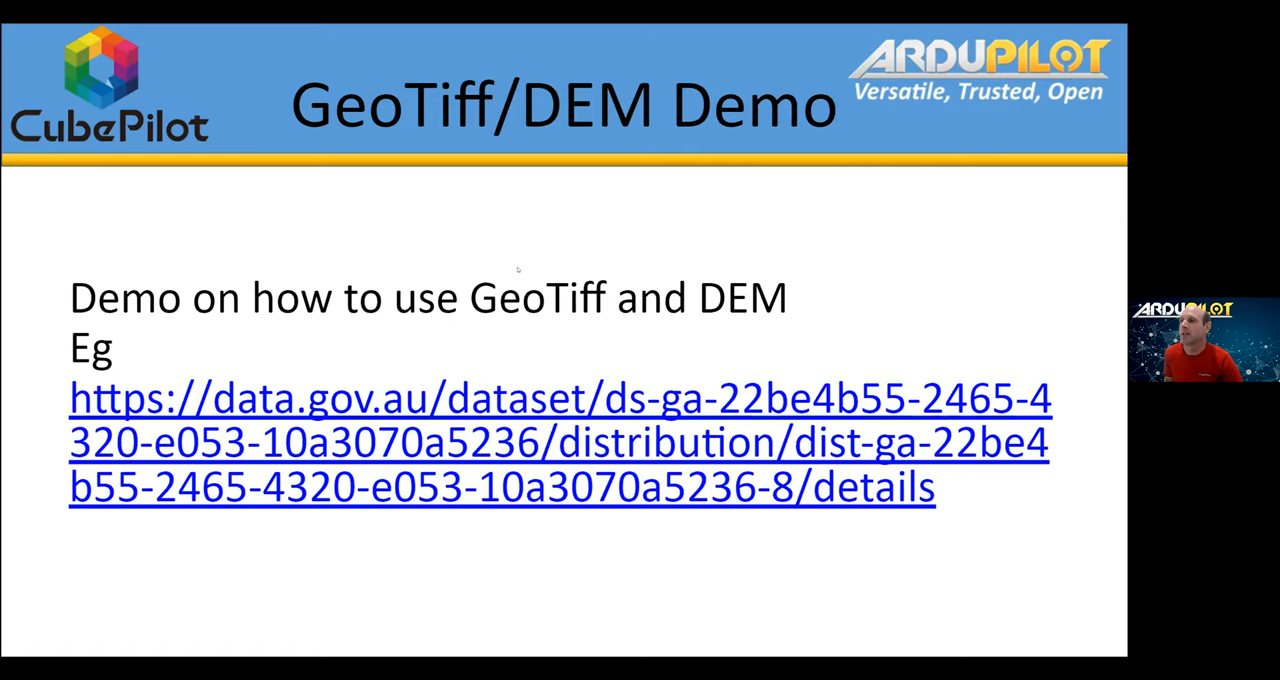 CubePilot
GeoTiff/DEM Demo
ARDUPILOT
Versatile, Trusted, Open
Demo on how to use GeoTiff and DEM
Eg
https://data.gov.au/dataset/ds-ga-22be4b55-2465-4
320-e053-10a3070a5236/distribution/dist-ga-22be4
b55-2465-4320-e053-10a3070a5236-8/details
ARDUPILOT